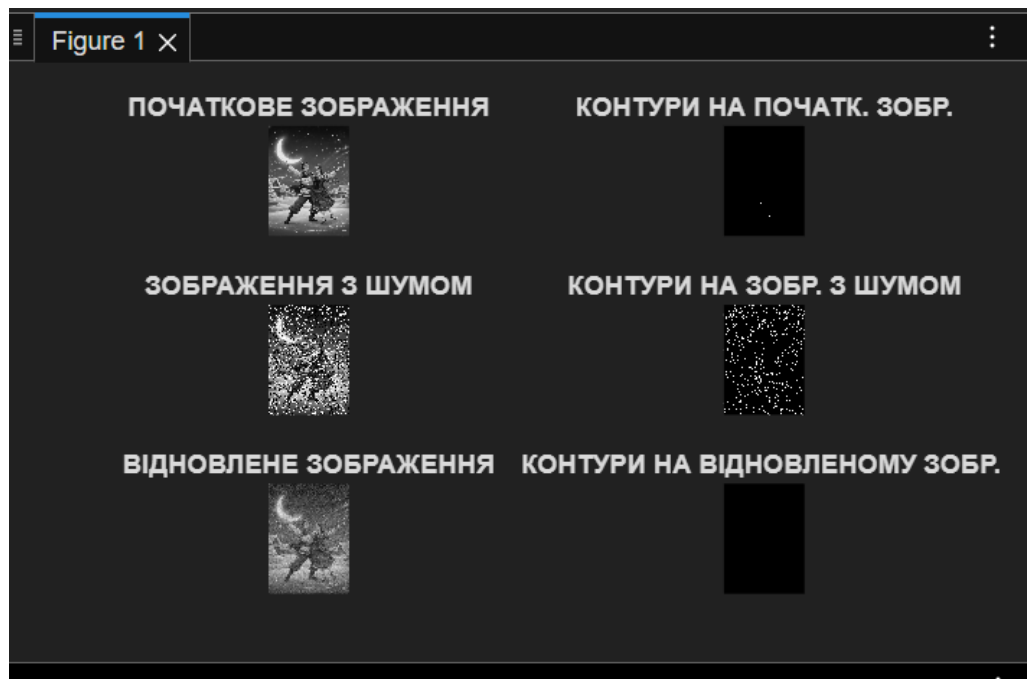 Figure 1
ПОЧАТКОВЕ ЗОБРАЖЕННЯ
КОНТУРИ НА ПОЧАТК. ЗОБР.
ЗОБРАЖЕННЯ З ШУМОМ
КОНТУРИ НА ЗОБР. З ШУМОМ
ВІДНОВЛЕНЕ ЗОБРАЖЕННЯ
КОНТУРИ НА ВІДНОВЛЕНОМУ ЗОБР.